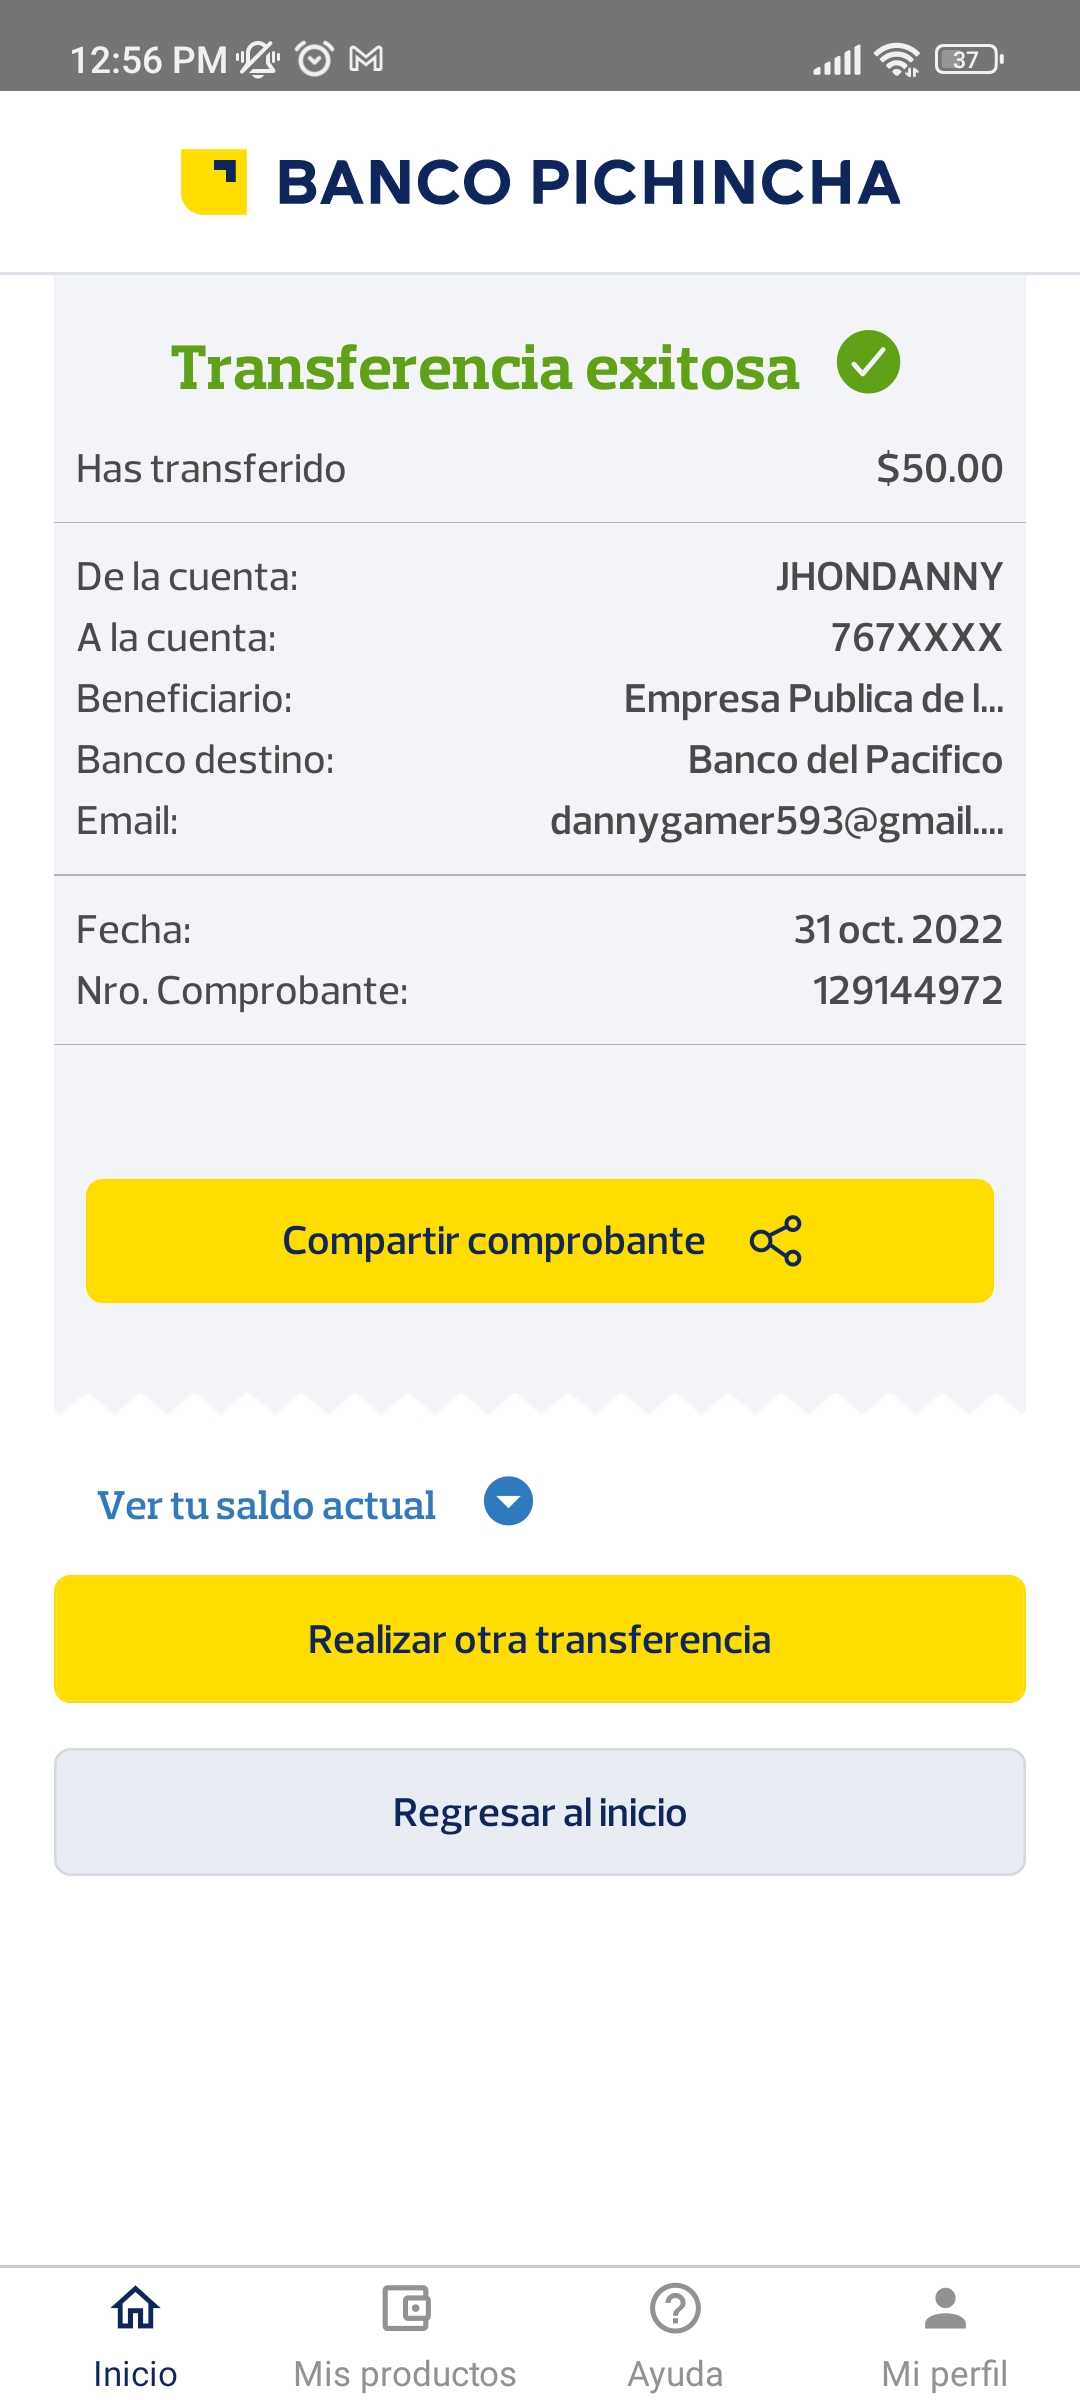 12:56 PM
37
BANCO PICHINCHA
Transferencia exitosa
Has transferido $50.00
De la cuenta: JHONDANNY
A la cuenta: 767XXXX
Beneficiario: Empresa Publica de l...
Banco destino: Banco del Pacifico
Email: dannygamer593@gmail....
Fecha: 31 oct. 2022
Nro. Comprobante: 129144972
Compartir comprobante
Ver tu saldo actual
Realizar otra transferencia
Regresar al inicio
Inicio Mis productos Ayuda Mi perfil